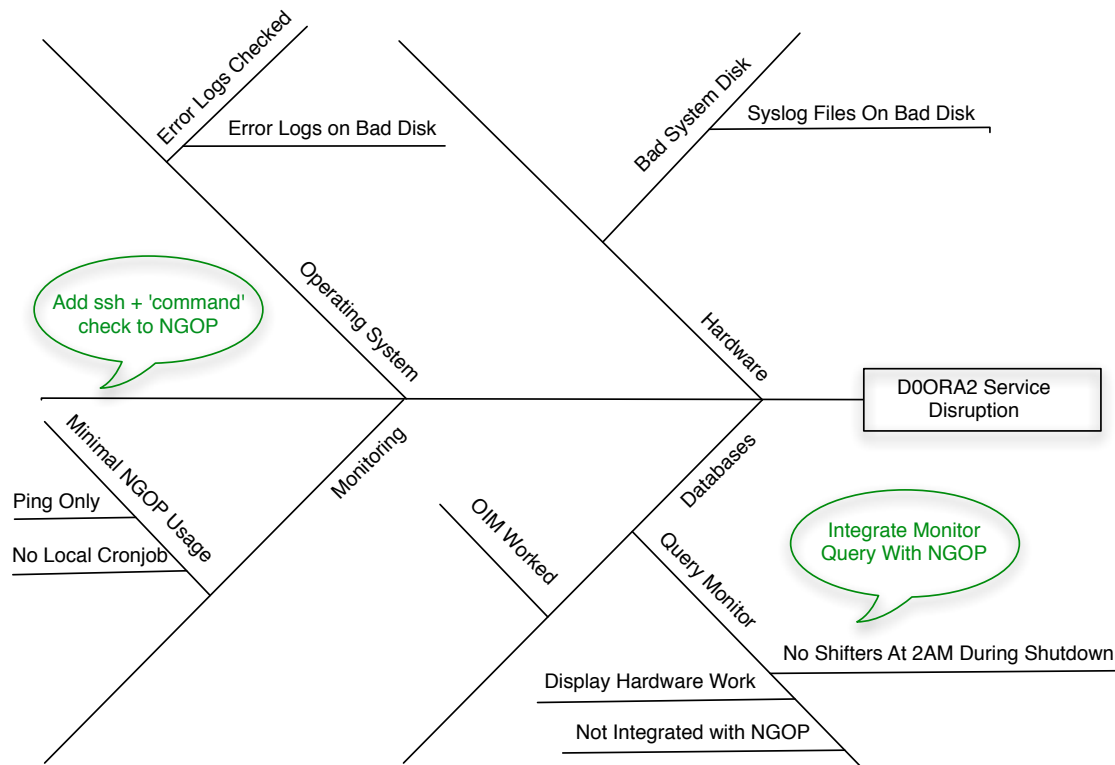 Error Logs Checked
Error Logs on Bad Disk
Bad System Disk
Syslog Files On Bad Disk
Operating System
Hardware
Add ssh + 'command'
check to NGOP
D0ORA2 Service
Disruption
Minimal NGOP Usage
Ping Only
No Local Cronjob
Monitoring
Databases
OIM Worked
Query Monitor
Integrate Monitor
Query With NGOP
No Shifters At 2AM During Shutdown
Display Hardware Work
Not Integrated with NGOP